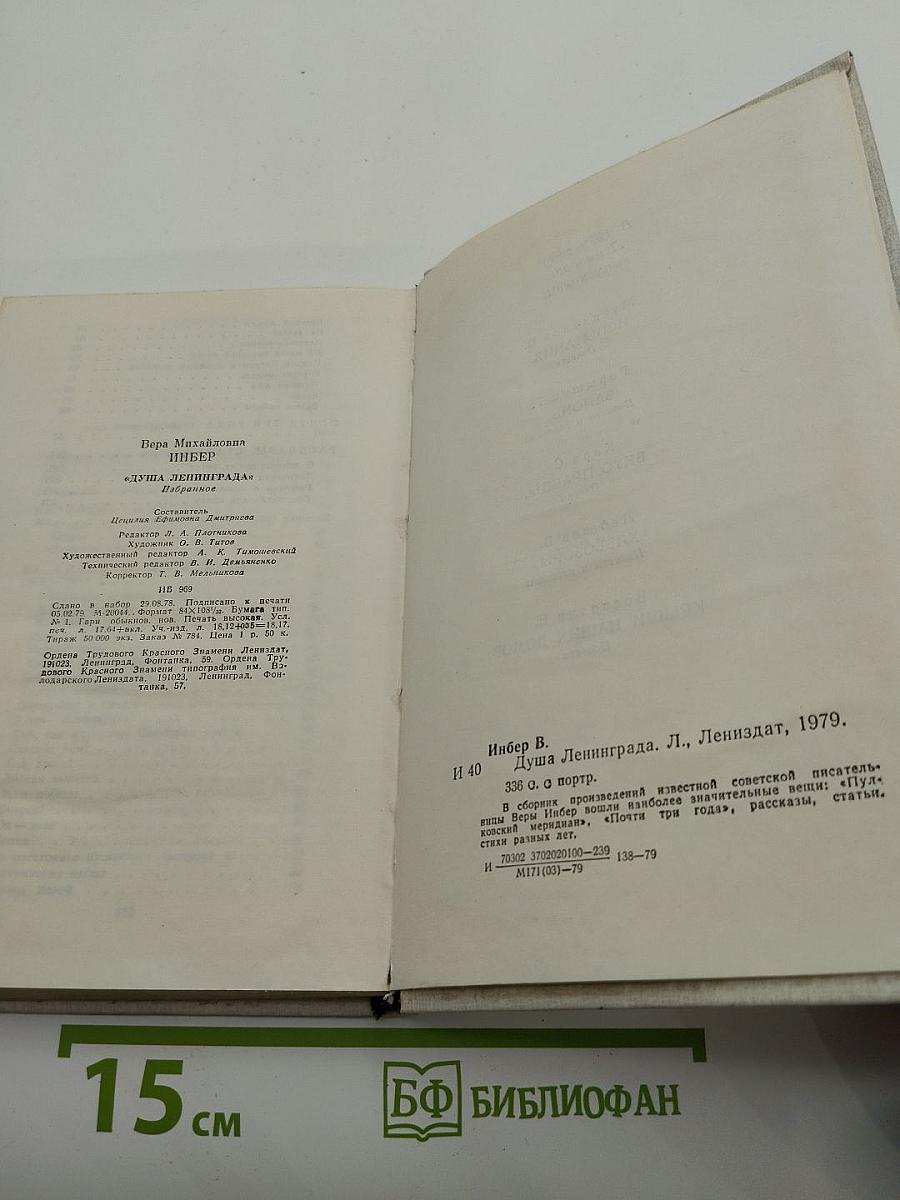 Вера Михайловна
ИНБЕР
«ДУША ЛЕНИНГРАДА»
Избранное
Составитель
Цецилия Ефимовна Дмитриева
Редактор Л. А. Плотникова
Художник О. В. Титов
Художественный редактор А. К. Тимошевский
Технический редактор В. И. Демьяненко
Корректор Т. В. Мельникова
ИБ 969
Сдано в набор 29.08.78. Подписано к печати
05.02.79. М-20044. Формат 84×108¹/₃₂. Бумага тип.
№ 1. Гарн обыкнов. нов. Печать высокая. Усл.
печ. л. 17,64+вкл. Уч.-изд. л. 18,12+035=18,17.
Тираж 50 000 экз. Заказ № 784. Цена 1 р. 50 к.
Ордена Трудового Красного Знамени Лениздат,
191023, Ленинград, Фонтанка, 59. Ордена Тру-
дового Красного Знамени типография им. Во-
лодарского Лениздата, 191023, Ленинград, Фон-
танка, 57.
Инбер В.
И 40 Душа Ленинграда. Л., Лениздат, 1979.
336 с. с портр.
В сборник произведений известной советской писатель-
ницы Веры Инбер вошли наиболее значительные вещи: «Пул-
ковский меридиан», «Почти три года», рассказы, статьи,
стихи разных лет.
И 70302 3702020100—239 138—79
М171(03)—79
15 см
БФ БИБЛИОФАН